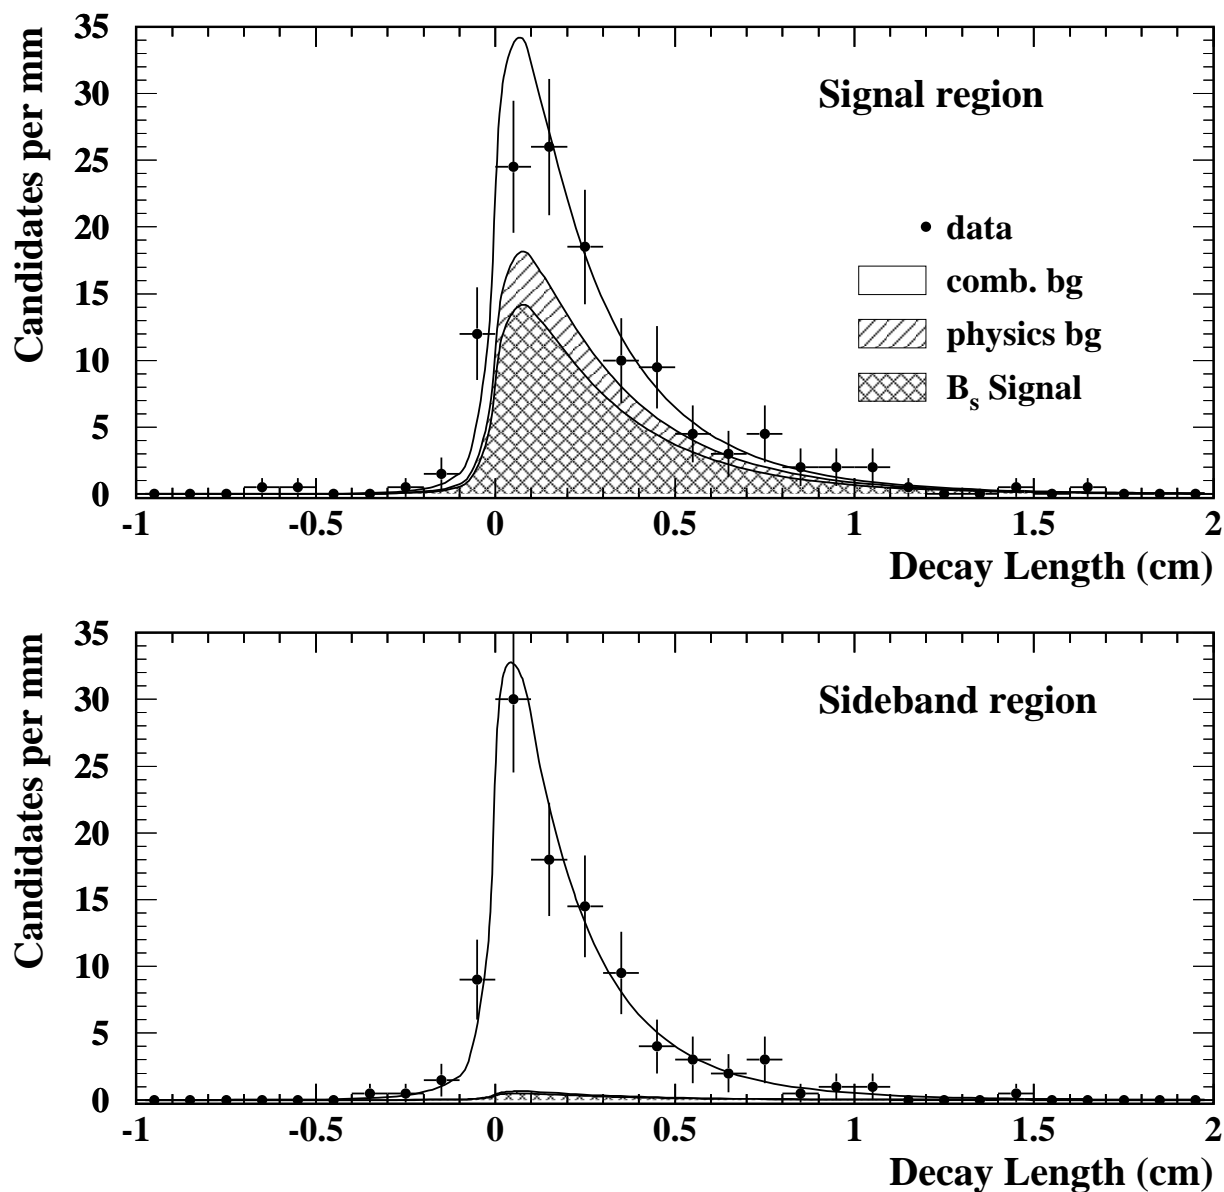 Candidates per mm
35
30
25
20
15
10
5
0
Signal region
data
comb. bg
physics bg
Bs Signal
-1 -0.5 0 0.5 1 1.5 2
Decay Length (cm)
Candidates per mm
35
30
25
20
15
10
5
0
Sideband region
-1 -0.5 0 0.5 1 1.5 2
Decay Length (cm)